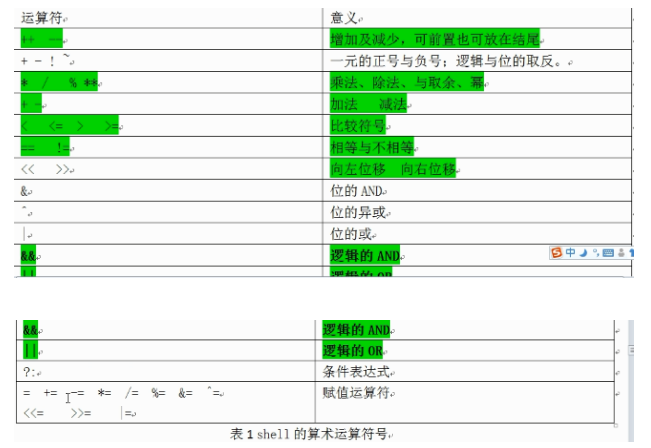 运算符 意义
++ -- 增加及减少，可前置也可放在结尾
+ - ! ~ 一元的正号与负号；逻辑与位的取反。
* / % ** 乘法、除法、与取余、幂
+ - 加法 减法
< <= > >= 比较符号
== != 相等与不相等
<< >> 向左位移 向右位移
& 位的 AND
^ 位的异或
| 位的或
&& 逻辑的 AND
中
|| 逻辑的 OR
&& 逻辑的 AND
|| 逻辑的 OR
?: 条件表达式
= += -= *= /= %= &= ^= 赋值运算符
<<= >>= |=
表 1 shell 的算术运算符号